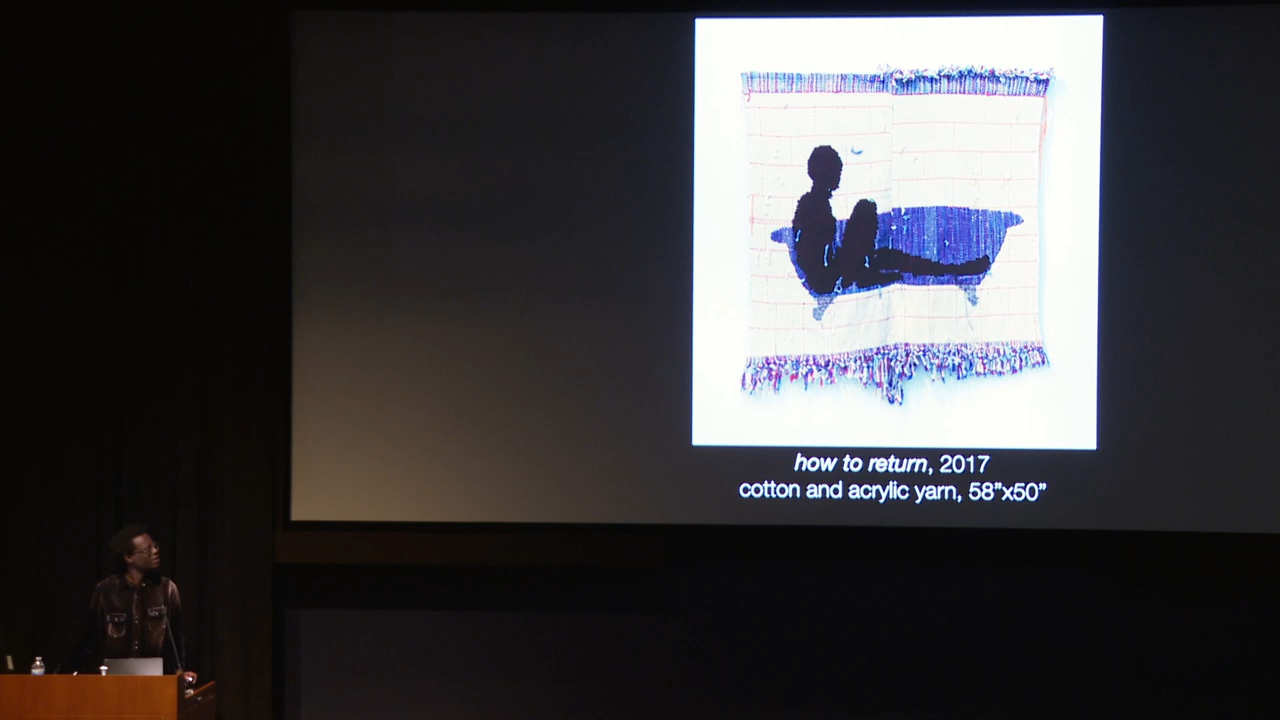 how to return, 2017
cotton and acrylic yarn, 58”x50”